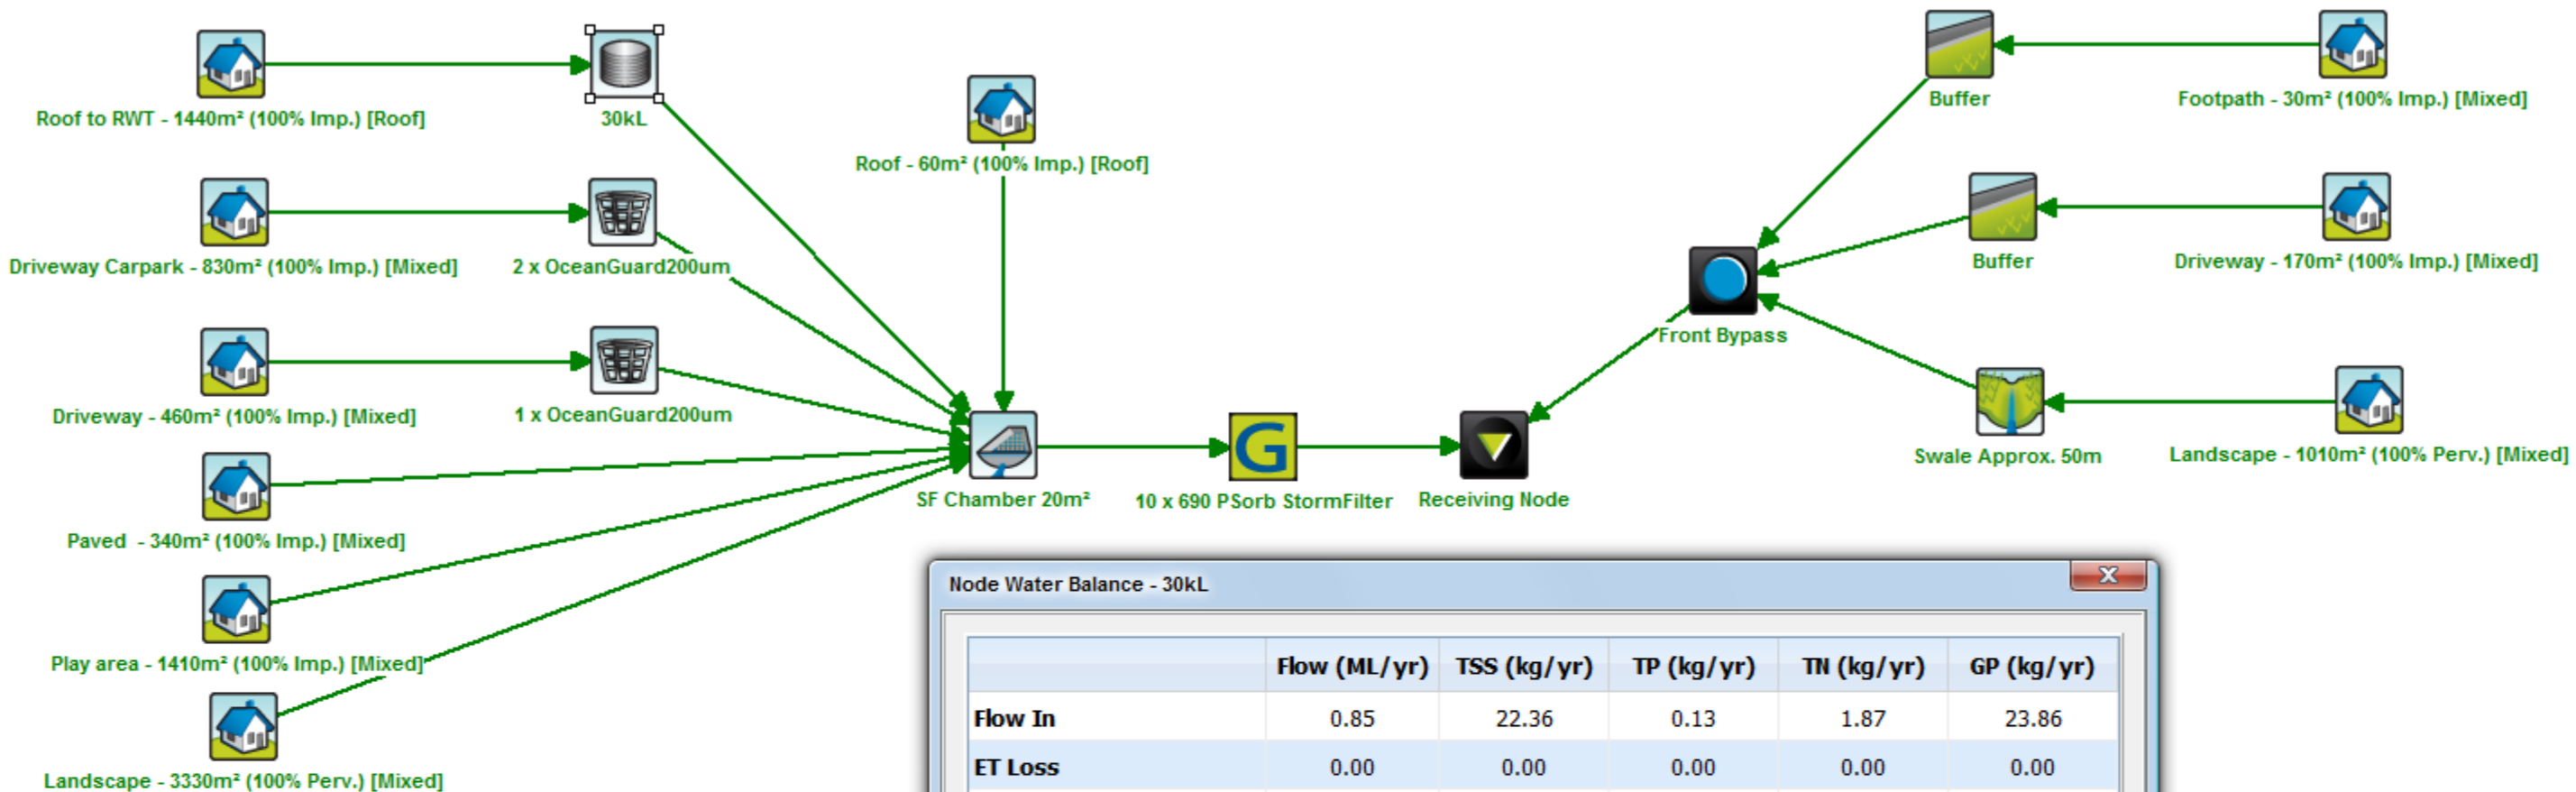 Roof to RWT - 1440m² (100% Imp.) [Roof]
30kL
Roof - 60m² (100% Imp.) [Roof]
Buffer
Footpath - 30m² (100% Imp.) [Mixed]
Driveway Carpark - 830m² (100% Imp.) [Mixed]
2 x OceanGuard200um
Buffer
Driveway - 170m² (100% Imp.) [Mixed]
Front Bypass
Driveway - 460m² (100% Imp.) [Mixed]
1 x OceanGuard200um
Swale Approx. 50m
Landscape - 1010m² (100% Perv.) [Mixed]
G
SF Chamber 20m²
10 x 690 PSorb StormFilter
Receiving Node
Paved - 340m² (100% Imp.) [Mixed]
Play area - 1410m² (100% Imp.) [Mixed]
Landscape - 3330m² (100% Perv.) [Mixed]
Node Water Balance - 30kL
Flow (ML/yr) TSS (kg/yr) TP (kg/yr) TN (kg/yr) GP (kg/yr)
Flow In 0.85 22.36 0.13 1.87 23.86
ET Loss 0.00 0.00 0.00 0.00 0.00